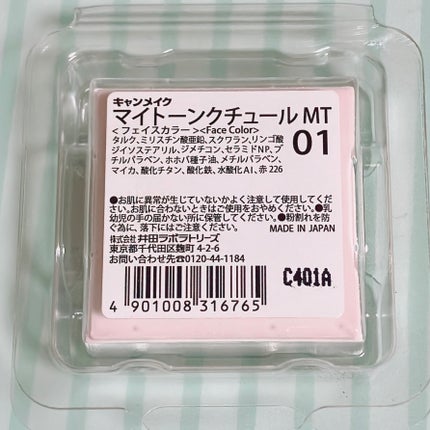 キャンメイク
マイトーンクチュール MT
<フェイスカラー><Face Color>
01
タルク、ミリスチン酸亜鉛、スクワラン、リンゴ酸
ジイソステアリル、ジメチコン、セラミドNP、ブ
チルパラベン、ホホバ種子油、メチルパラベン、
マイカ、酸化チタン、酸化鉄、水酸化Al、赤226
●お肌に異常が生じていないかよく注意して使用してくだ
さい。お肌に合わないときはご使用をおやめください。●乳
幼児の手の届かない所に保管してください。●粉割れを防
ぐ為に、落下にはご注意ください。
MADE IN JAPAN
株式会社 井田ラボラトリーズ
東京都千代田区麹町 4-2-6
お問い合わせ先☎0120-44-1184
C401A
4 901008 316765